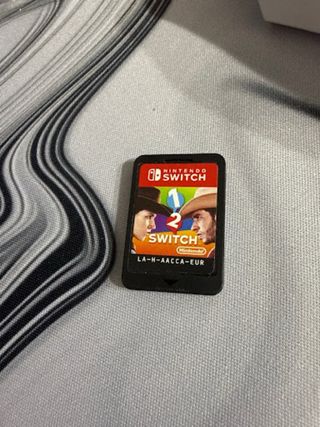 NINTENDO
SWITCH
1
2
SWITCH
Nintendo
LA-H-AACCA-EUR